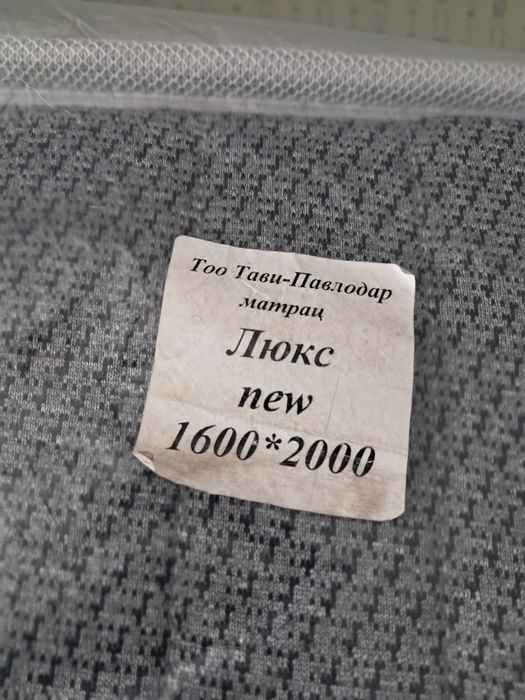 Тоо Тави-Павлодар
матрац
Люкс
new
1600*2000